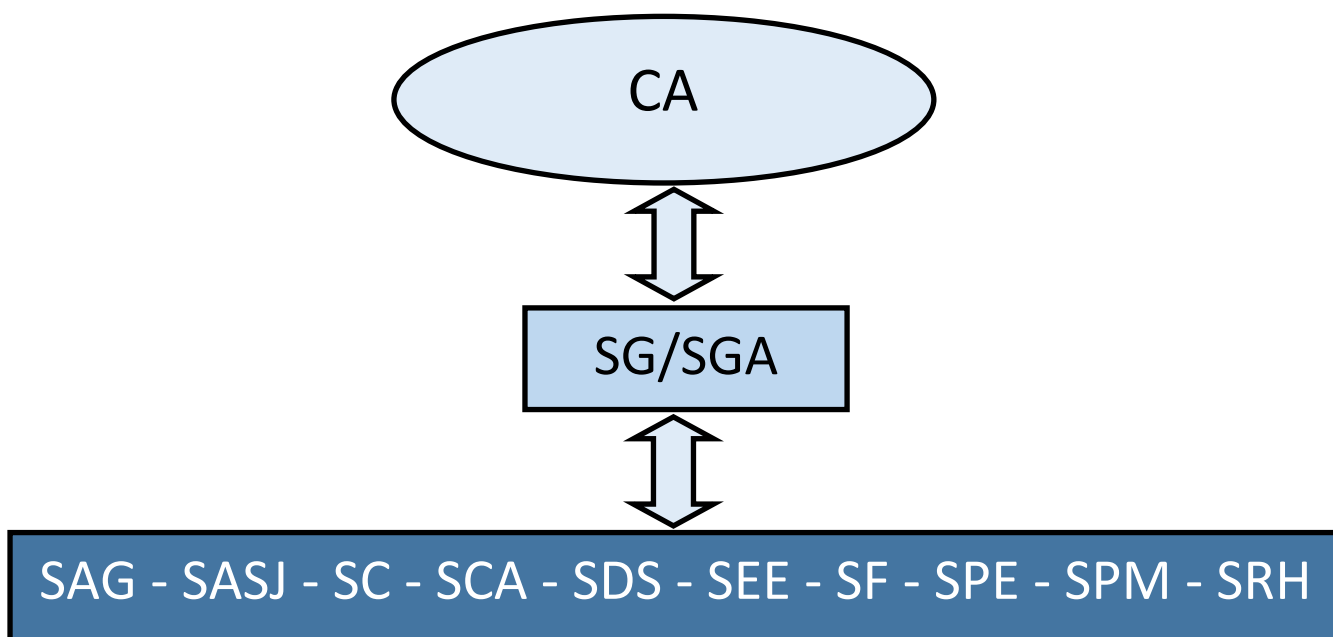 CA
SG/SGA
SAG - SASJ - SC - SCA - SDS - SEE - SF - SPE - SPM - SRH